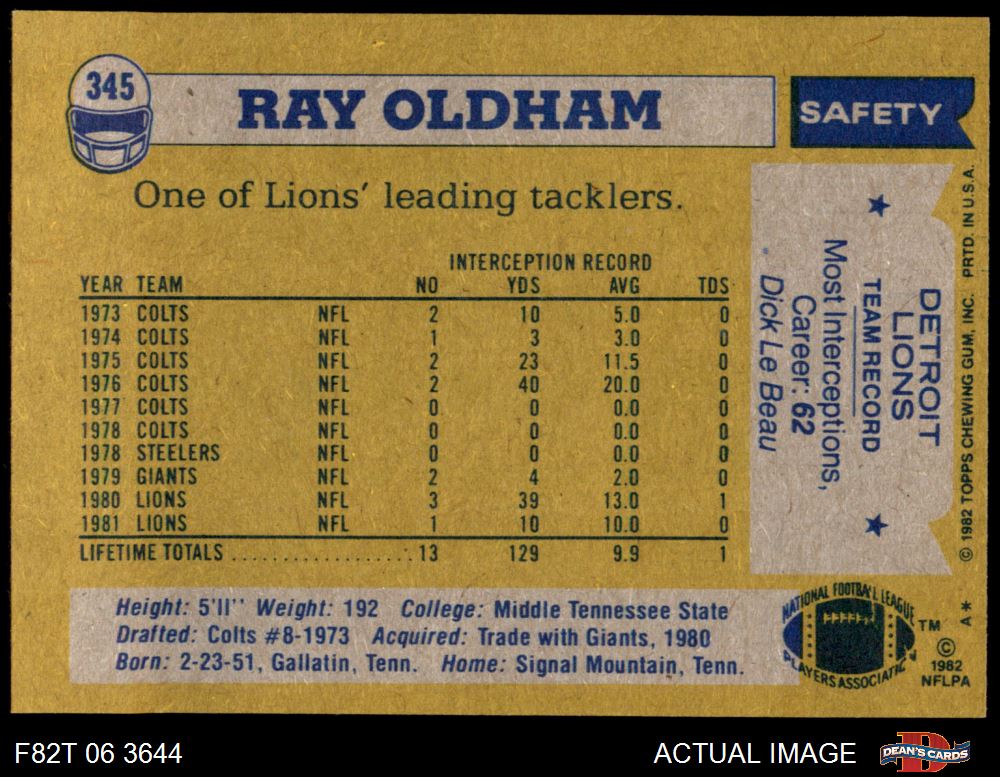 345
RAY OLDHAM
SAFETY
One of Lions' leading tacklers.
INTERCEPTION RECORD
YEAR TEAM NO YDS AVG TDS
1973 COLTS NFL 2 10 5.0 0
1974 COLTS NFL 1 3 3.0 0
1975 COLTS NFL 2 23 11.5 0
1976 COLTS NFL 2 40 20.0 0
1977 COLTS NFL 0 0 0.0 0
1978 COLTS NFL 0 0 0.0 0
1978 STEELERS NFL 0 0 0.0 0
1979 GIANTS NFL 2 4 2.0 0
1980 LIONS NFL 3 39 13.0 1
1981 LIONS NFL 1 10 10.0 0
LIFETIME TOTALS ................. 13 129 9.9 1
Height: 5'11" Weight: 192 College: Middle Tennessee State
Drafted: Colts #8-1973 Acquired: Trade with Giants, 1980
Born: 2-23-51, Gallatin, Tenn. Home: Signal Mountain, Tenn.
DETROIT
LIONS
TEAM RECORD
Most Interceptions,
Career: 62
Dick Le Beau
© 1982 TOPPS CHEWING GUM, INC. PRTD. IN U.S.A.
A*
NATIONAL FOOTBALL LEAGUE
PLAYERS ASSOCIATION
TM
©
1982
NFLPA
F82T 06 3644
ACTUAL IMAGE
D
DEAN'S CARDS